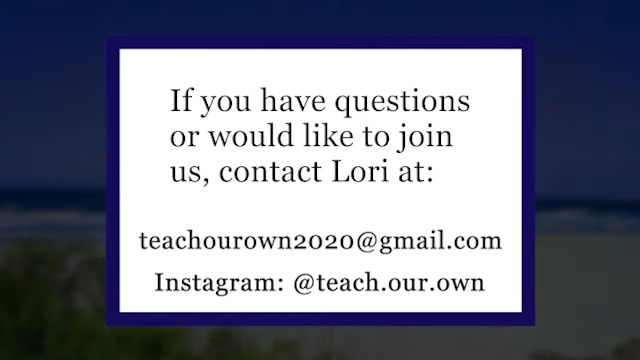 If you have questions
or would like to join
us, contact Lori at:
teachourown2020@gmail.com
Instagram: @teach.our.own